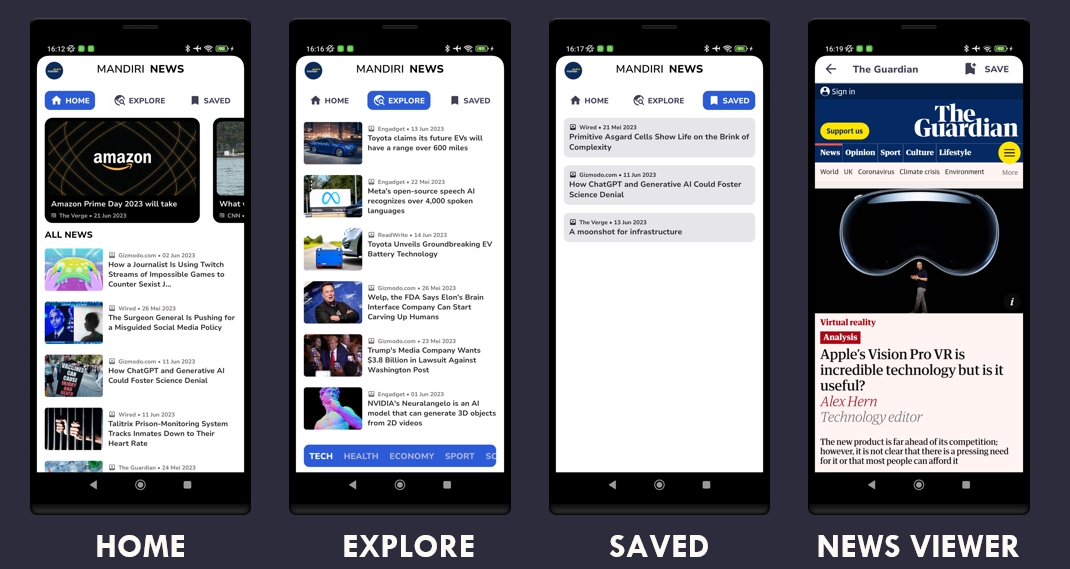 16:12
MANDIRI NEWS
HOME EXPLORE SAVED
amazon
Amazon Prime Day 2023 will take
The Verge • 21 Jun 2023
What
CNN •
ALL NEWS
Gizmodo.com • 02 Jun 2023
How a Journalist Is Using Twitch
Streams of Impossible Games to
Counter Sexist J...
Wired • 26 Mei 2023
The Surgeon General Is Pushing for
a Misguided Social Media Policy
Gizmodo.com • 11 Jun 2023
How ChatGPT and Generative AI
Could Foster Science Denial
VACCINES
CAN
CAUSE
INJURY
AND
DEATH
Wired • 11 Jun 2023
Talitrix Prison-Monitoring System
Tracks Inmates Down to Their
Heart Rate
The Guardian • 24 Mei 2023
HOME
16:16
MANDIRI NEWS
HOME EXPLORE SAVED
Engadget • 13 Jun 2023
Toyota claims its future EVs will
have a range over 600 miles
Engadget • 22 Mei 2023
Meta's open-source speech AI
recognizes over 4,000 spoken
languages
ReadWrite • 14 Jun 2023
Toyota Unveils Groundbreaking EV
Battery Technology
Gizmodo.com • 26 Mei 2023
Welp, the FDA Says Elon's Brain
Interface Company Can Start
Carving Up Humans
Gizmodo.com • 23 Mei 2023
Trump's Media Company Wants
$3.8 Billion in Lawsuit Against
Washington Post
Engadget • 01 Jun 2023
NVIDIA's Neuralangelo is an AI
model that can generate 3D objects
from 2D videos
TECH HEALTH ECONOMY SPORT SC
EXPLORE
16:17
MANDIRI NEWS
HOME EXPLORE SAVED
Wired • 21 Mei 2023
Primitive Asgard Cells Show Life on the Brink of
Complexity
Gizmodo.com • 11 Jun 2023
How ChatGPT and Generative AI Could Foster
Science Denial
The Verge • 13 Jun 2023
A moonshot for infrastructure
SAVED
16:19
The Guardian SAVE
Sign in
Support us
The
Guardian
News Opinion Sport Culture Lifestyle
World UK Coronavirus Climate crisis Environment More
i
Virtual reality
Analysis
Apple's Vision Pro VR is
incredible technology but is it
useful?
Alex Hern
Technology editor
The new product is far ahead of its competition;
however, it is not clear that there is a pressing need
for it or that most people can afford it
NEWS VIEWER